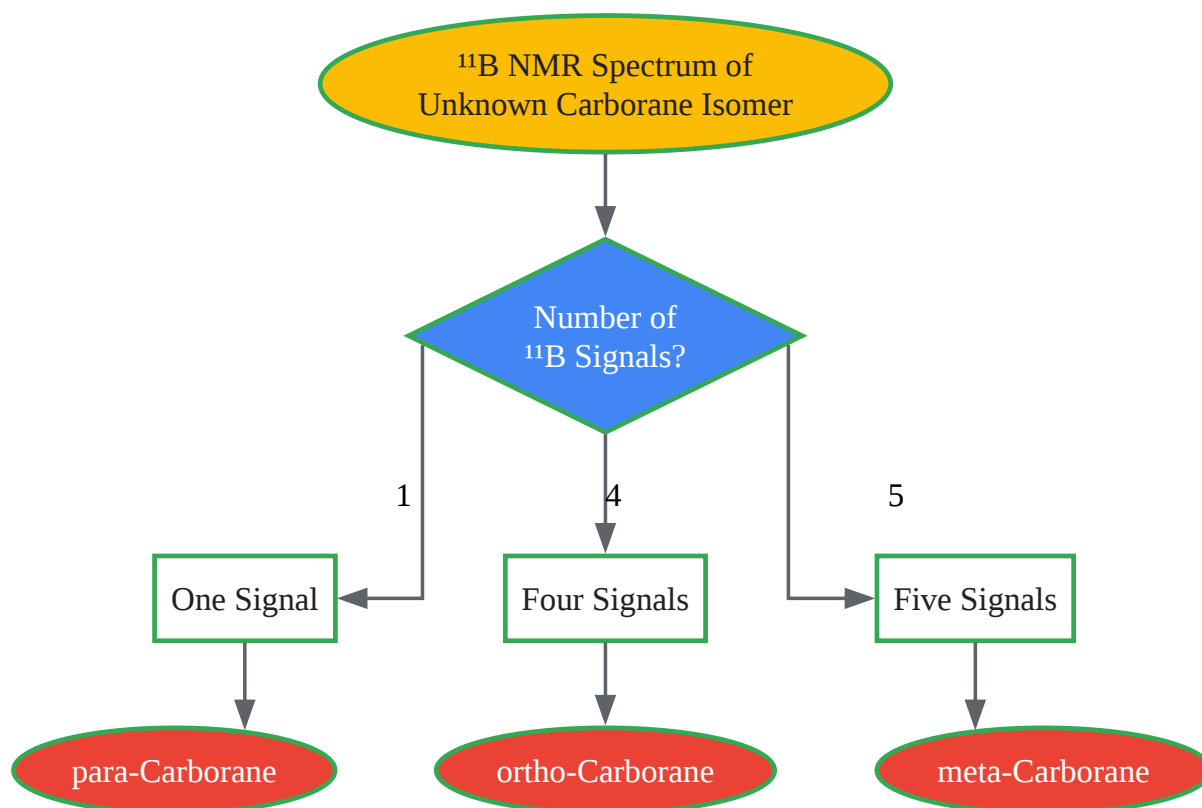 ¹¹B NMR Spectrum of
Unknown Carborane Isomer
Number of
¹¹B Signals?
1
4
5
One Signal
Four Signals
Five Signals
para-Carborane
ortho-Carborane
meta-Carborane